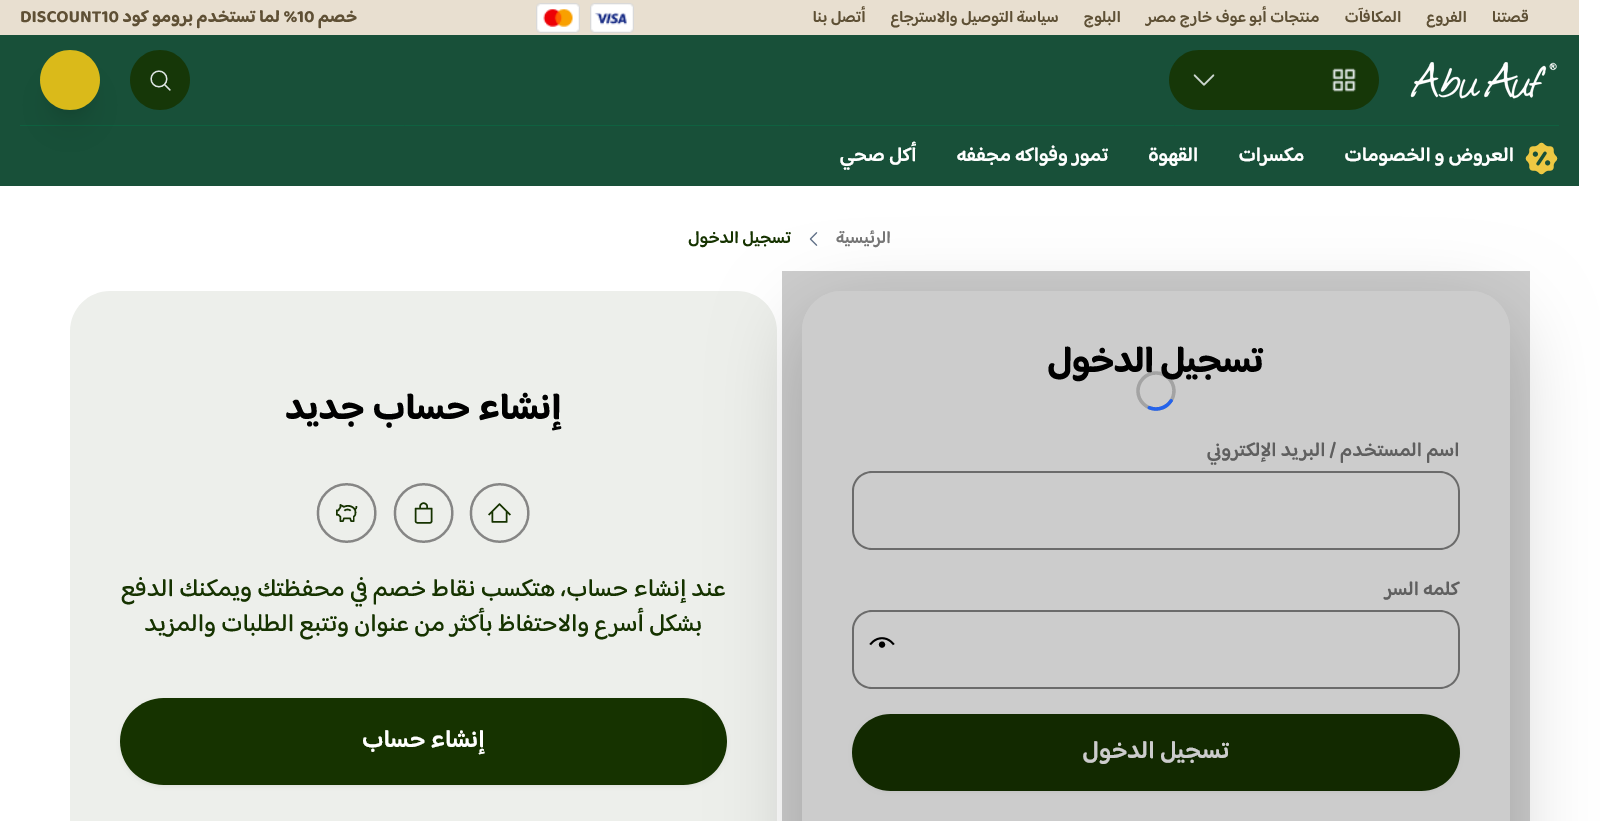 قصتنا
الفروع
المكافآت
منتجات أبو عوف خارج مصر
البلوج
سياسة التوصيل والاسترجاع
أتصل بنا
VISA
خصم 10% لما تستخدم برومو كود DISCOUNT10
Abu Auf®
العروض و الخصومات
مكسرات
القهوة
تمور وفواكه مجففه
أكل صحي
الرئيسية
تسجيل الدخول
تسجيل الدخول
اسم المستخدم / البريد الإلكتروني
كلمه السر
تسجيل الدخول
إنشاء حساب جديد
عند إنشاء حساب، هتكسب نقاط خصم في محفظتك ويمكنك الدفع
بشكل أسرع والاحتفاظ بأكثر من عنوان وتتبع الطلبات والمزيد
إنشاء حساب